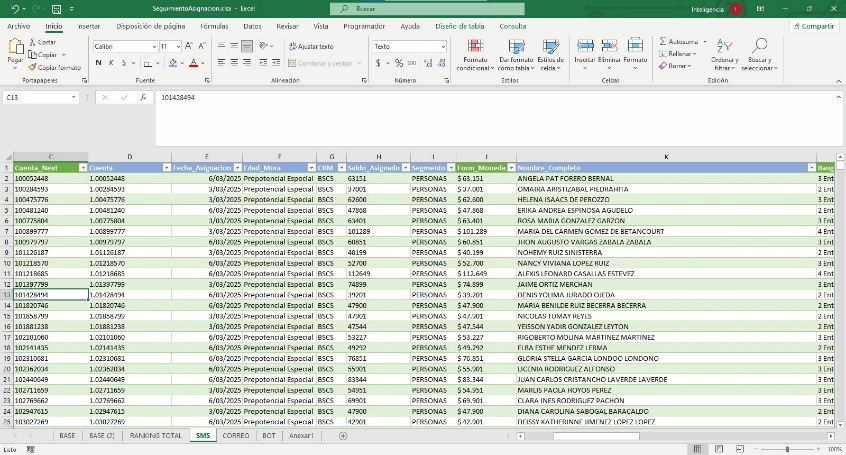 SeguimientoAsignacion.xlsx - Excel
Buscar
Inteligencia
I
Archivo Inicio Insertar Disposición de página Fórmulas Datos Revisar Vista Programador Ayuda Diseño de tabla Consulta Compartir
Pegar
Cortar
Copiar
Copiar formato
Portapapeles
Calibri 11
N K S
Fuente
Ajustar texto
Combinar y centrar
Alineación
Texto
$ % 000
Número
Formato condicional
Dar formato como tabla
Estilos de celda
Estilos
Insertar Eliminar Formato
Celdas
Autosuma
Rellenar
Borrar
Ordenar y filtrar
Buscar y seleccionar
Edición
C13 fx 101428494
C D E F G H I J K
1 Cuenta_Next Cuenta Fecha_Asignacion Edad_Mora CRM Saldo_Asignado Segmento Form_Moneda Nombre_Completo Rang
2 100052448 1.00052448 6/03/2025 Prepotencial Especial BSCS 63151 PERSONAS $ 63.151 ANGELA PAT FORERO BERNAL 3 Ent
3 100284593 1.00284593 3/03/2025 Prepotencial Especial BSCS 37001 PERSONAS $ 37.001 OMAIRA ARISTIZABAL PIEDRAHITA 2 Ent
4 100475776 1.00475776 3/03/2025 Prepotencial Especial BSCS 62600 PERSONAS $ 62.600 HELENA ISAACS DE PEROZZO 3 Ent
5 100481240 1.00481240 6/03/2025 Prepotencial Especial BSCS 47868 PERSONAS $ 47.868 ERIKA ANDREA ESPINOSA AGUDELO 2 Ent
6 100775804 1.00775804 6/03/2025 Prepotencial Especial BSCS 63401 PERSONAS $ 63.401 ROSA MARIA GONZALEZ GARZON 3 Ent
7 100899777 1.00899777 3/03/2025 Prepotencial Especial BSCS 101289 PERSONAS $ 101.289 MARIA DEL CARMEN GOMEZ DE BETANCOURT 4 Ent
8 100979797 1.00979797 6/03/2025 Prepotencial Especial BSCS 60851 PERSONAS $ 60.851 JHON AUGUSTO VARGAS ZABALA ZABALA 3 Ent
9 101126187 1.01126187 3/03/2025 Prepotencial Especial BSCS 40199 PERSONAS $ 40.199 NOHEMY RUIZ SINISTERRA 2 Ent
10 101218570 1.01218570 6/03/2025 Prepotencial Especial BSCS 52700 PERSONAS $ 52.700 NANCY VIVIANA LOPEZ RUIZ 3 Ent
11 101218685 1.01218685 6/03/2025 Prepotencial Especial BSCS 112649 PERSONAS $ 112.649 ALEXIS LEONARD CASALLAS ESTEVEZ 4 Ent
12 101397799 1.01397799 3/03/2025 Prepotencial Especial BSCS 74899 PERSONAS $ 74.899 JAIME ORTIZ MERCHAN 3 Ent
13 101428494 1.01428494 6/03/2025 Prepotencial Especial BSCS 39201 PERSONAS $ 39.201 DENIS YOLIMA JURADO OJEDA 2 Ent
14 101820746 1.01820746 6/03/2025 Prepotencial Especial BSCS 47900 PERSONAS $ 47.900 MARIA BENILDE RUIZ BECERRA BECERRA 2 Ent
15 101858799 1.01858799 3/03/2025 Prepotencial Especial BSCS 47901 PERSONAS $ 47.901 NICOLAS TUMAY REYES 2 Ent
16 101881238 1.01881238 6/03/2025 Prepotencial Especial BSCS 47544 PERSONAS $ 47.544 YEISSON YADIR GONZALEZ LEYTON 2 Ent
17 102101060 1.02101060 6/03/2025 Prepotencial Especial BSCS 53227 PERSONAS $ 53.227 RIGOBERTO MOLINA MARTINEZ MARTINEZ 3 Ent
18 102141435 1.02141435 6/03/2025 Prepotencial Especial BSCS 49292 PERSONAS $ 49.292 ELBA ESTHE MENDEZ LERMA 2 Ent
19 102310681 1.02310681 6/03/2025 Prepotencial Especial BSCS 76851 PERSONAS $ 76.851 GLORIA STELLA GARCIA LONDOO LONDONO 3 Ent
20 102362034 1.02362034 6/03/2025 Prepotencial Especial BSCS 55901 PERSONAS $ 55.901 LICENIA RODRIGUEZ ALFONSO 3 Ent
21 102440649 1.02440649 3/03/2025 Prepotencial Especial BSCS 83344 PERSONAS $ 83.344 JUAN CARLOS CRISTANCHO LAVERDE LAVERDE 3 Ent
22 102711659 1.02711659 3/03/2025 Prepotencial Especial BSCS 54951 PERSONAS $ 54.951 MARLIS PAOLA HOYOS PEREZ 3 Ent
23 102769662 1.02769662 6/03/2025 Prepotencial Especial BSCS 69901 PERSONAS $ 69.901 CLARA INES RODRIGUEZ PACHON 3 Ent
24 102947615 1.02947615 3/03/2025 Prepotencial Especial BSCS 47900 PERSONAS $ 47.900 DIANA CAROLINA SABOGAL BARACALDO 2 Ent
25 103027269 1.03027269 6/03/2025 Prepotencial Especial BSCS 42901 PERSONAS $ 42.901 DEISSY KATHERINNE JIMENEZ LOPEZ LOPEZ 2 Ent
BASE BASE (2) RANKING TOTAL SMS CORREO BOT Anexar1
Listo 100%